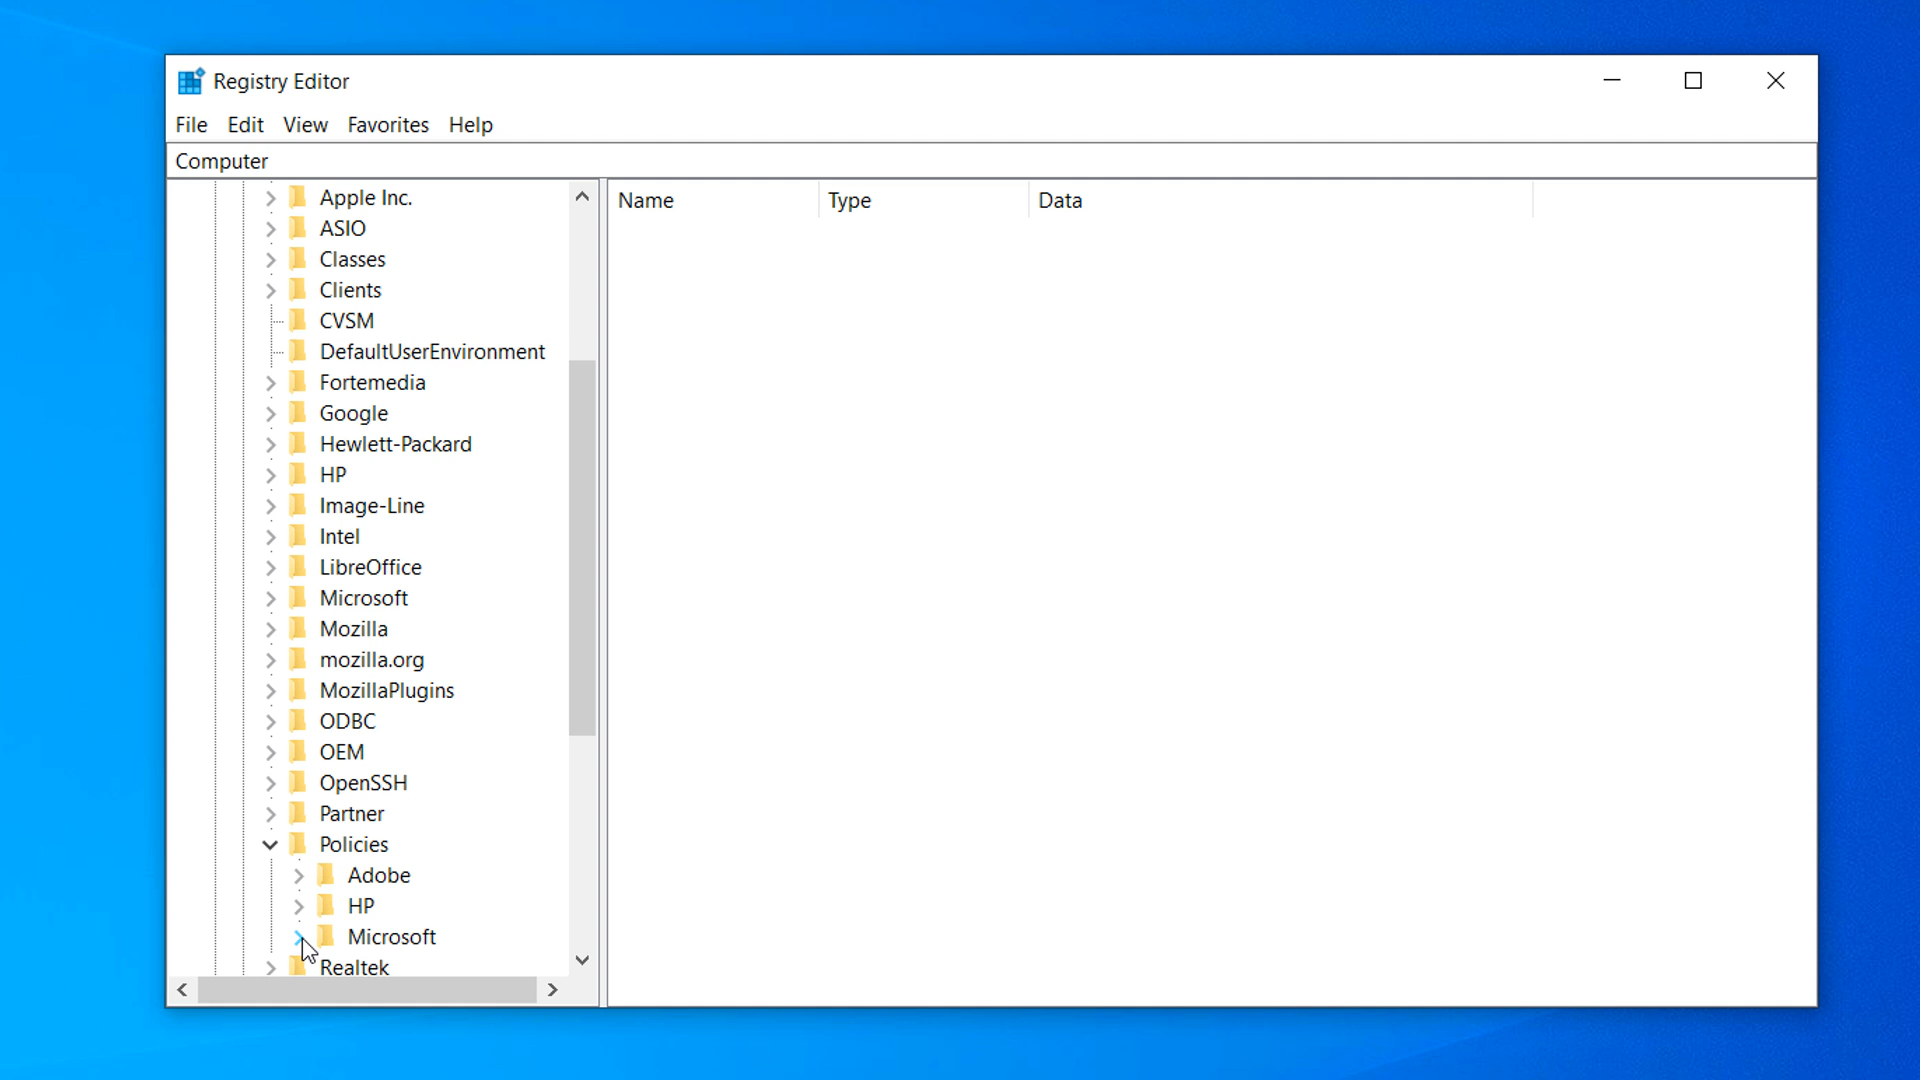 Registry Editor
File Edit View Favorites Help
Computer
Apple Inc.
ASIO
Classes
Clients
CVSM
DefaultUserEnvironment
Fortemedia
Google
Hewlett-Packard
HP
Image-Line
Intel
LibreOffice
Microsoft
Mozilla
mozilla.org
MozillaPlugins
ODBC
OEM
OpenSSH
Partner
Policies
Adobe
HP
Microsoft
Realtek
Name Type Data